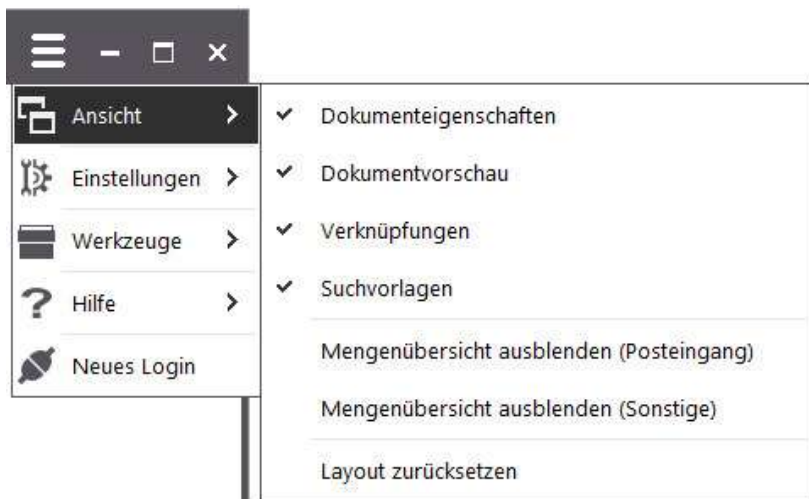 Ansicht
Einstellungen
Werkzeuge
Hilfe
Neues Login
Dokumenteigenschaften
Dokumentvorschau
Verknüpfungen
Suchvorlagen
Mengenübersicht ausblenden (Posteingang)
Mengenübersicht ausblenden (Sonstige)
Layout zurücksetzen